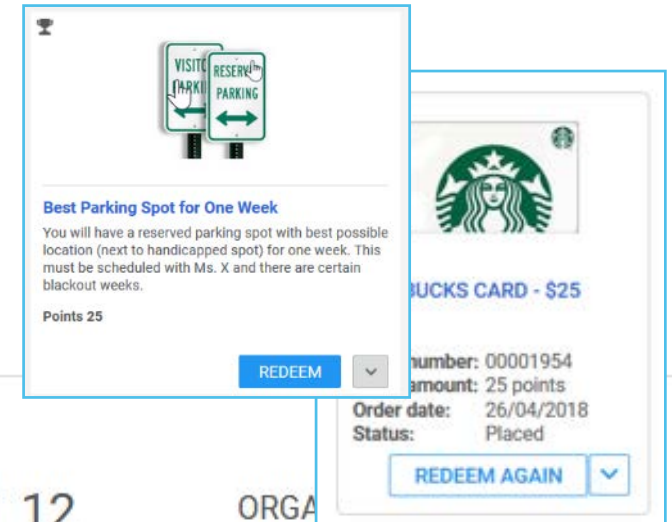 VISITO
PARKI
RESERV
PARKING
Best Parking Spot for One Week
You will have a reserved parking spot with best possible
location (next to handicapped spot) for one week. This
must be scheduled with Ms. X and there are certain
blackout weeks.
Points 25
REDEEM
BUCKS CARD - $25
number: 00001954
amount: 25 points
Order date: 26/04/2018
Status: Placed
REDEEM AGAIN
12
ORGA